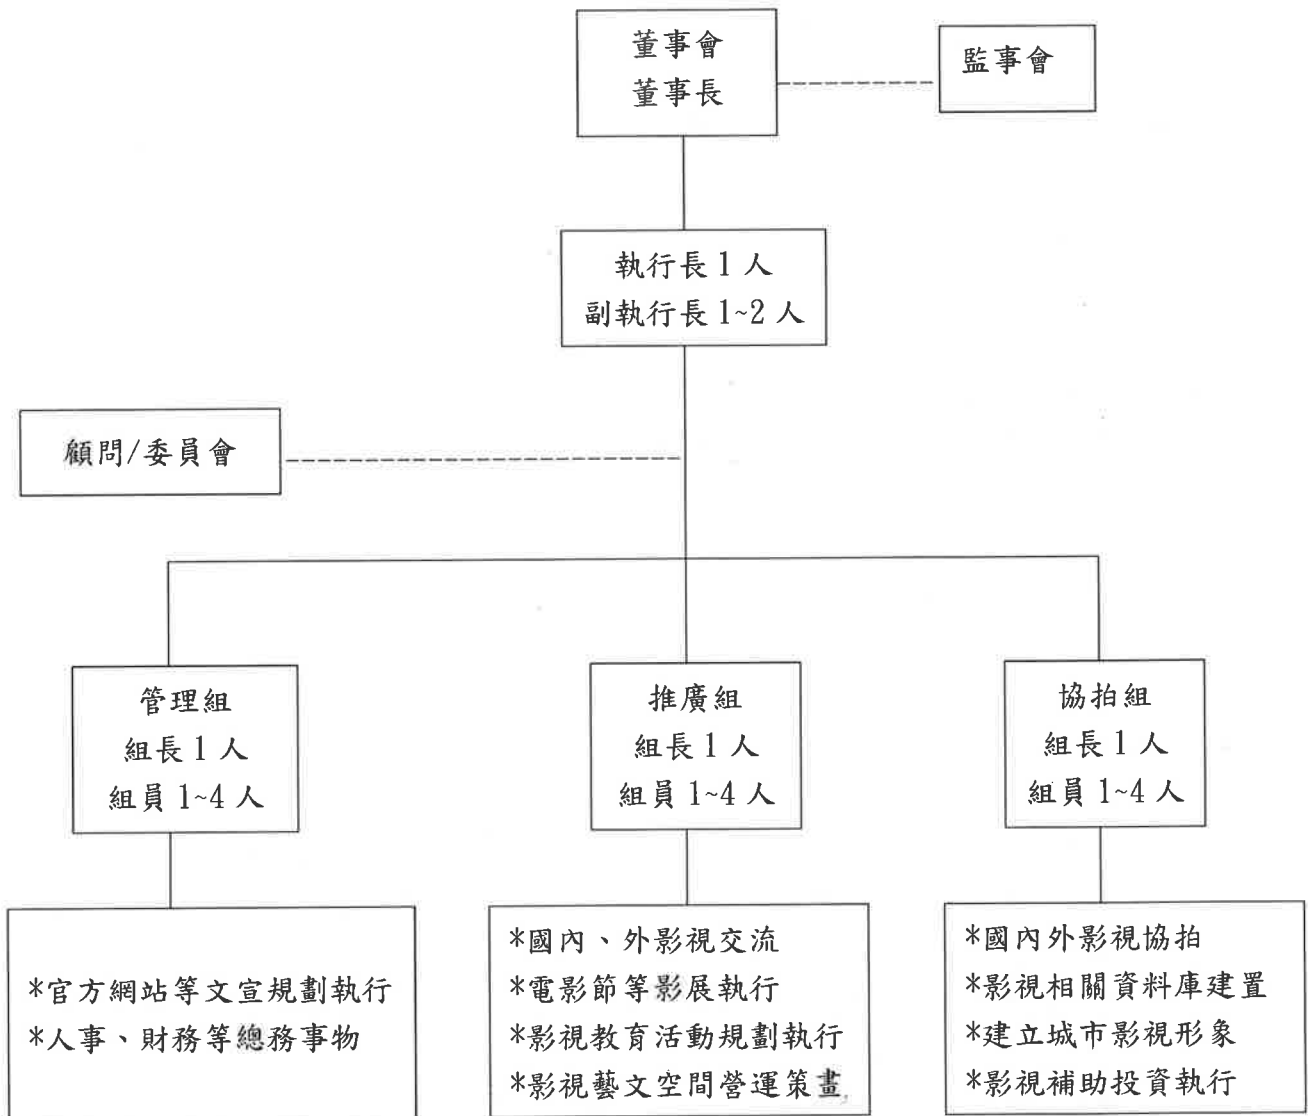 董事會
董事長
監事會
執行長 1 人
副執行長 1~2 人
顧問/委員會
管理組
組長 1 人
組員 1~4 人
推廣組
組長 1 人
組員 1~4 人
協拍組
組長 1 人
組員 1~4 人
*官方網站等文宣規劃執行
*人事、財務等總務事物
*國內、外影視交流
*電影節等影展執行
*影視教育活動規劃執行
*影視藝文空間營運策畫
*國內外影視協拍
*影視相關資料庫建置
*建立城市影視形象
*影視補助投資執行